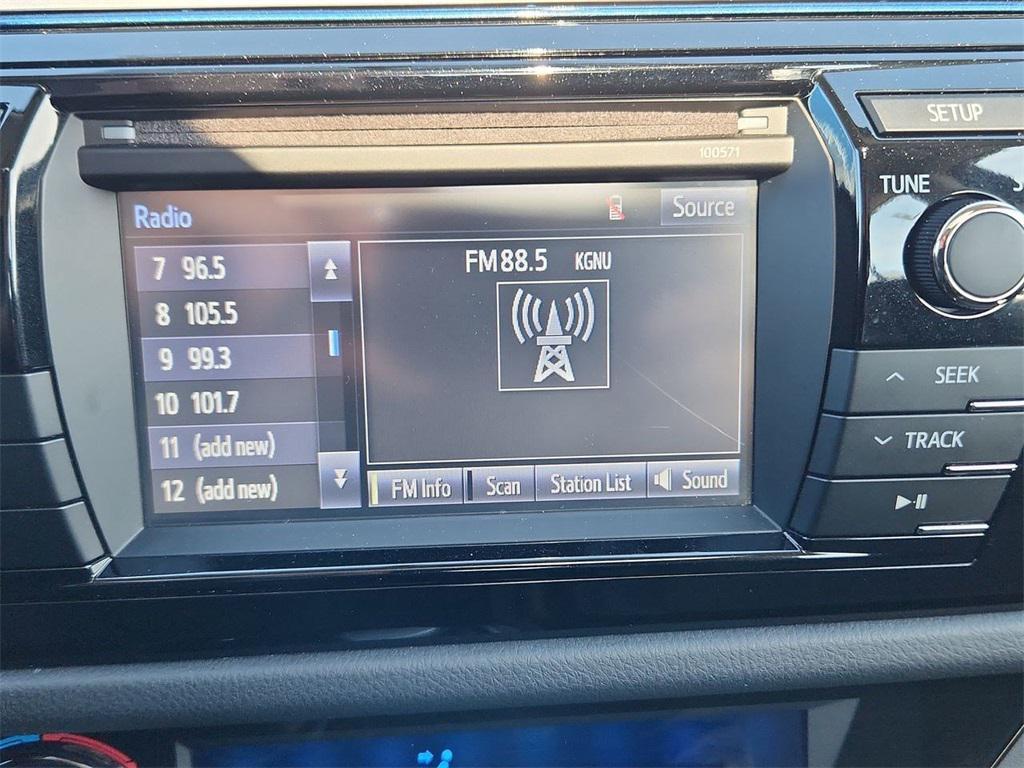 SETUP
100571
TUNE
Radio
Source
FM88.5 KGNU
7 96.5
8 105.5
9 99.3
10 101.7
11 (add new)
12 (add new)
FM Info
Scan
Station List
Sound
SEEK
TRACK